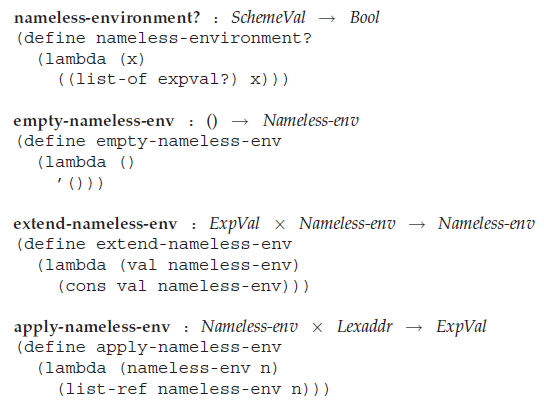 nameless-environment? : SchemeVal → Bool
(define nameless-environment?
  (lambda (x)
    ((list-of expval?) x)))
empty-nameless-env : () → Nameless-env
(define empty-nameless-env
  (lambda ()
    ’()))
extend-nameless-env : ExpVal × Nameless-env → Nameless-env
(define extend-nameless-env
  (lambda (val nameless-env)
    (cons val nameless-env)))
apply-nameless-env : Nameless-env × Lexaddr → ExpVal
(define apply-nameless-env
  (lambda (nameless-env n)
    (list-ref nameless-env n)))